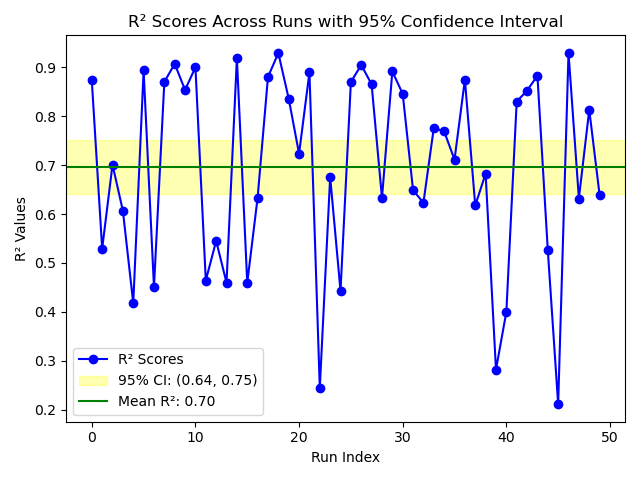 R² Scores Across Runs with 95% Confidence Interval
R² Values
0.9
0.8
0.7
0.6
0.5
0.4
0.3
0.2
R² Scores
95% CI: (0.64, 0.75)
Mean R²: 0.70
0 10 20 30 40 50
Run Index